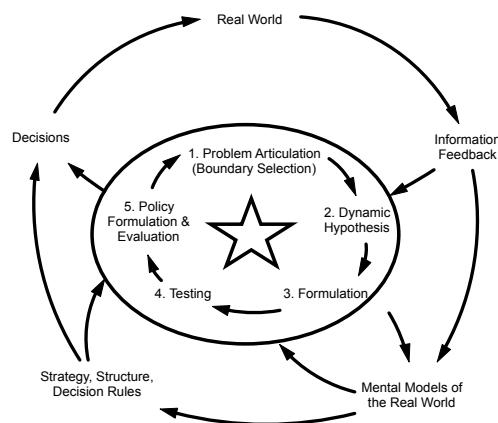 Real World
Decisions
Information
Feedback
1. Problem Articulation
(Boundary Selection)
5. Policy
Formulation &
Evaluation
2. Dynamic
Hypothesis
4. Testing
3. Formulation
Strategy, Structure,
Decision Rules
Mental Models of
the Real World